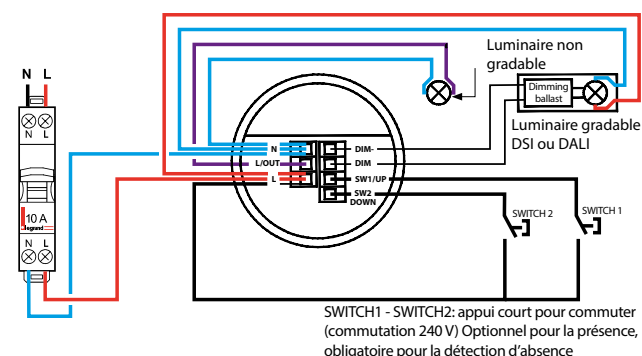 N L
N L
10 A
legrand
N L
N
L/OUT
L
DIM-
DIM
SW1/UP
SW2
DOWN
Luminaire non
gradable
Dimming
ballast
Luminaire gradable
DSI ou DALI
SWITCH 2
SWITCH 1
SWITCH1 - SWITCH2: appui court pour commuter
(commutation 240 V) Optionnel pour la présence,
obligatoire pour la détection d'absence